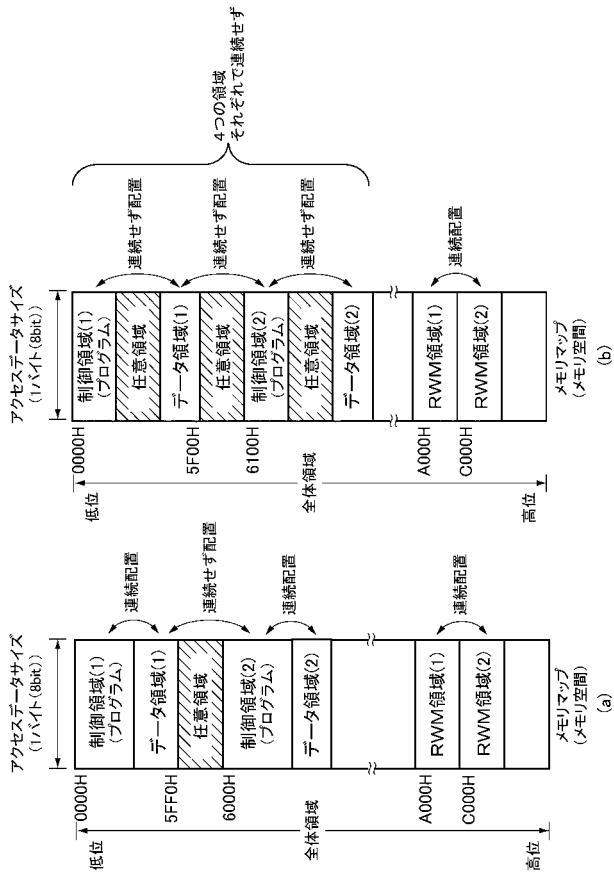 アクセスデータサイズ
(1バイト(8bit))
0000H
低位
制御領域(1)
(プログラム)
連続配置
データ領域(1)
5FF0H
任意領域
連続せず配置
6000H
制御領域(2)
(プログラム)
連続配置
データ領域(2)
全体領域
A000H
RWM領域(1)
連続配置
C000H
RWM領域(2)
高位
メモリマップ
(メモリ空間)
(a)
アクセスデータサイズ
(1バイト(8bit))
0000H
低位
制御領域(1)
(プログラム)
任意領域
連続せず配置
データ領域(1)
5F00H
任意領域
連続せず配置
6100H
制御領域(2)
(プログラム)
任意領域
連続せず配置
データ領域(2)
4つの領域
それぞれで連続せず
全体領域
A000H
RWM領域(1)
連続配置
C000H
RWM領域(2)
高位
メモリマップ
(メモリ空間)
(b)